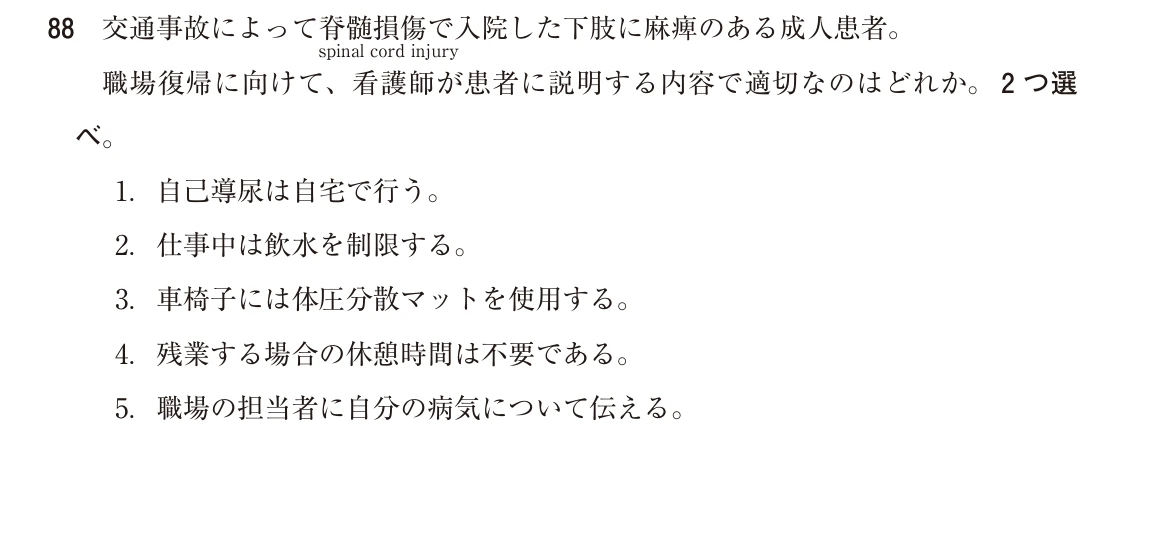 88 交通事故によって脊髄損傷で入院した下肢に麻痺のある成人患者。
spinal cord injury
職場復帰に向けて、看護師が患者に説明する内容で適切なのはどれか。2つ選
べ。
1. 自己導尿は自宅で行う。
2. 仕事中は飲水を制限する。
3. 車椅子には体圧分散マットを使用する。
4. 残業する場合の休憩時間は不要である。
5. 職場の担当者に自分の病気について伝える。